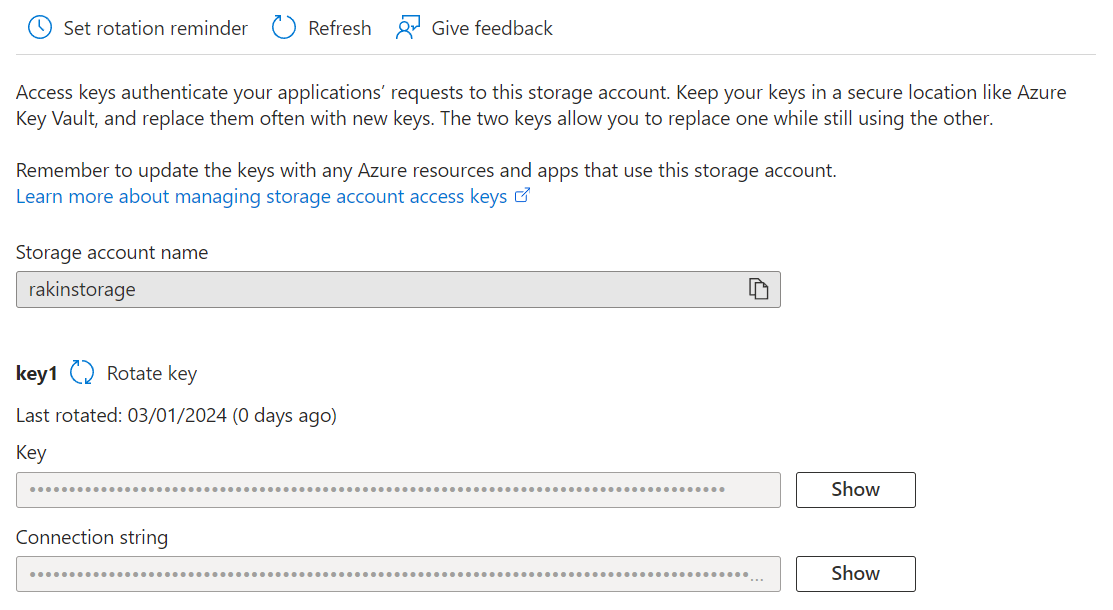 Set rotation reminder Refresh Give feedback
Access keys authenticate your applications’ requests to this storage account. Keep your keys in a secure location like Azure
Key Vault, and replace them often with new keys. The two keys allow you to replace one while still using the other.
Remember to update the keys with any Azure resources and apps that use this storage account.
Learn more about managing storage account access keys
Storage account name
rakinstorage
key1 Rotate key
Last rotated: 03/01/2024 (0 days ago)
Key
Show
Connection string
... Show